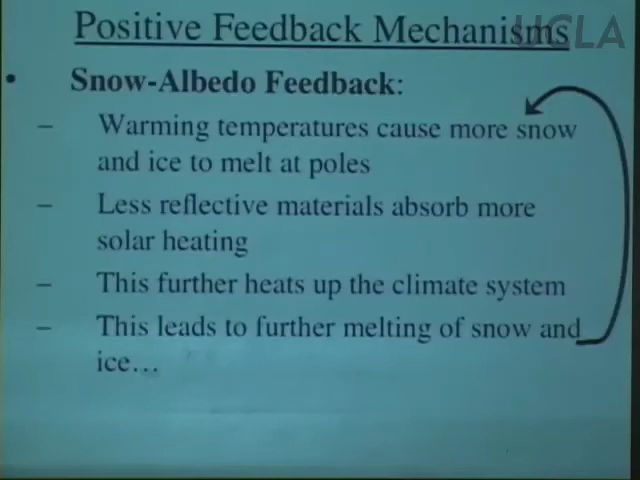 UCLA
Positive Feedback Mechanisms
• Snow-Albedo Feedback:
– Warming temperatures cause more snow
and ice to melt at poles
– Less reflective materials absorb more
solar heating
– This further heats up the climate system
– This leads to further melting of snow and
ice…